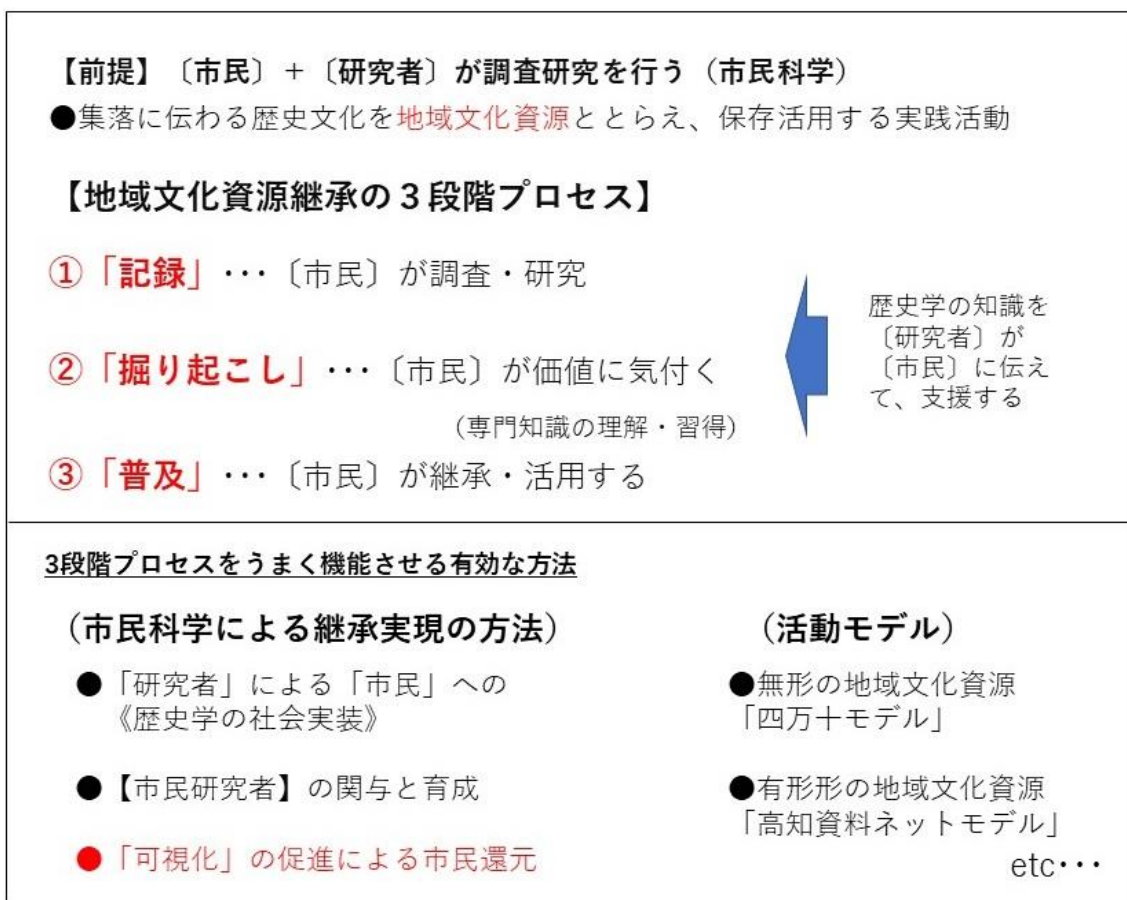 【前提】〔市民〕+〔研究者〕が調査研究を行う（市民科学）
●集落に伝わる歴史文化を地域文化資源ととらえ、保存活用する実践活動
【地域文化資源継承の３段階プロセス】
①「記録」･･･〔市民〕が調査・研究
②「掘り起こし」･･･〔市民〕が価値に気付く
（専門知識の理解・習得）
③「普及」･･･〔市民〕が継承・活用する
歴史学の知識を
〔研究者〕が
〔市民〕に伝え
て、支援する
3段階プロセスをうまく機能させる有効な方法
（市民科学による継承実現の方法）
●「研究者」による「市民」への
《歴史学の社会実装》
●【市民研究者】の関与と育成
●「可視化」の促進による市民還元
（活動モデル）
●無形の地域文化資源
「四万十モデル」
●有形形の地域文化資源
「高知資料ネットモデル」
etc･･･